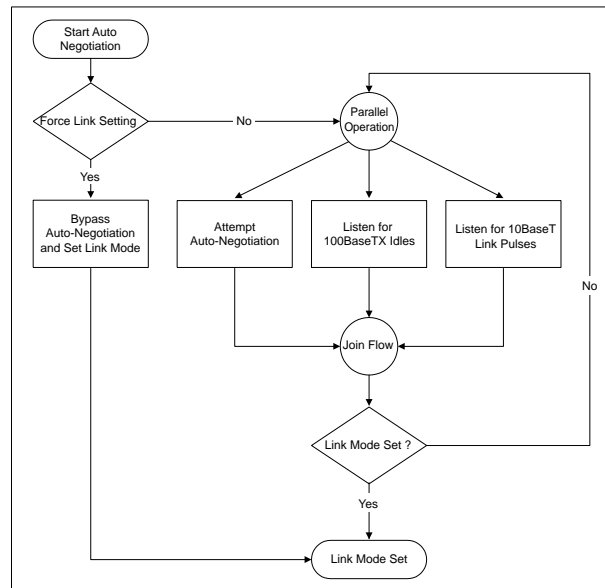 Start Auto
Negotiation
Force Link Setting
No
Parallel
Operation
Yes
Bypass
Auto-Negotiation
and Set Link Mode
Attempt
Auto-Negotiation
Listen for
100BaseTX Idles
Listen for 10BaseT
Link Pulses
No
Join Flow
Link Mode Set ?
Yes
Link Mode Set